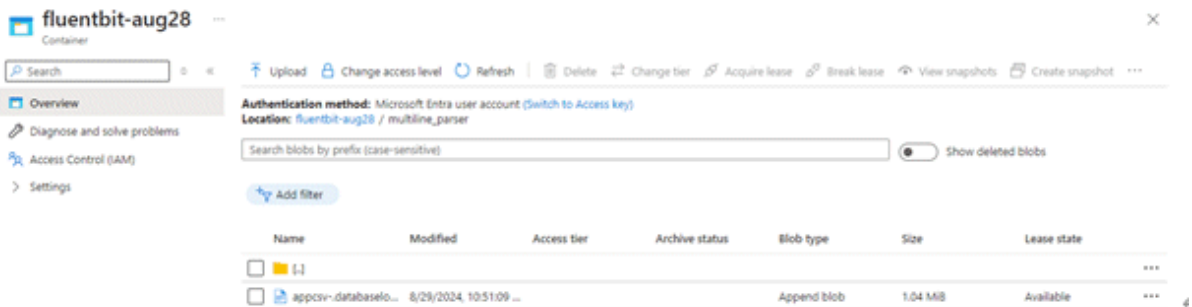 fluentbit-aug28 ...
Container
Search
Upload Change access level Refresh Delete Change tier Acquire lease Break lease View snapshots Create snapshot ...
Overview
Diagnose and solve problems
Access Control (IAM)
Settings
Authentication method: Microsoft Entra user account (Switch to Access key)
Location: fluentbit-aug28 / multiline_parser
Search blobs by prefix (case-sensitive)
Show deleted blobs
Add filter
Name Modified Access tier Archive status Blob type Size Lease state
[..]
appcsv-.databaselo... 8/29/2024, 10:51:09 ... Append blob 1.04 MiB Available